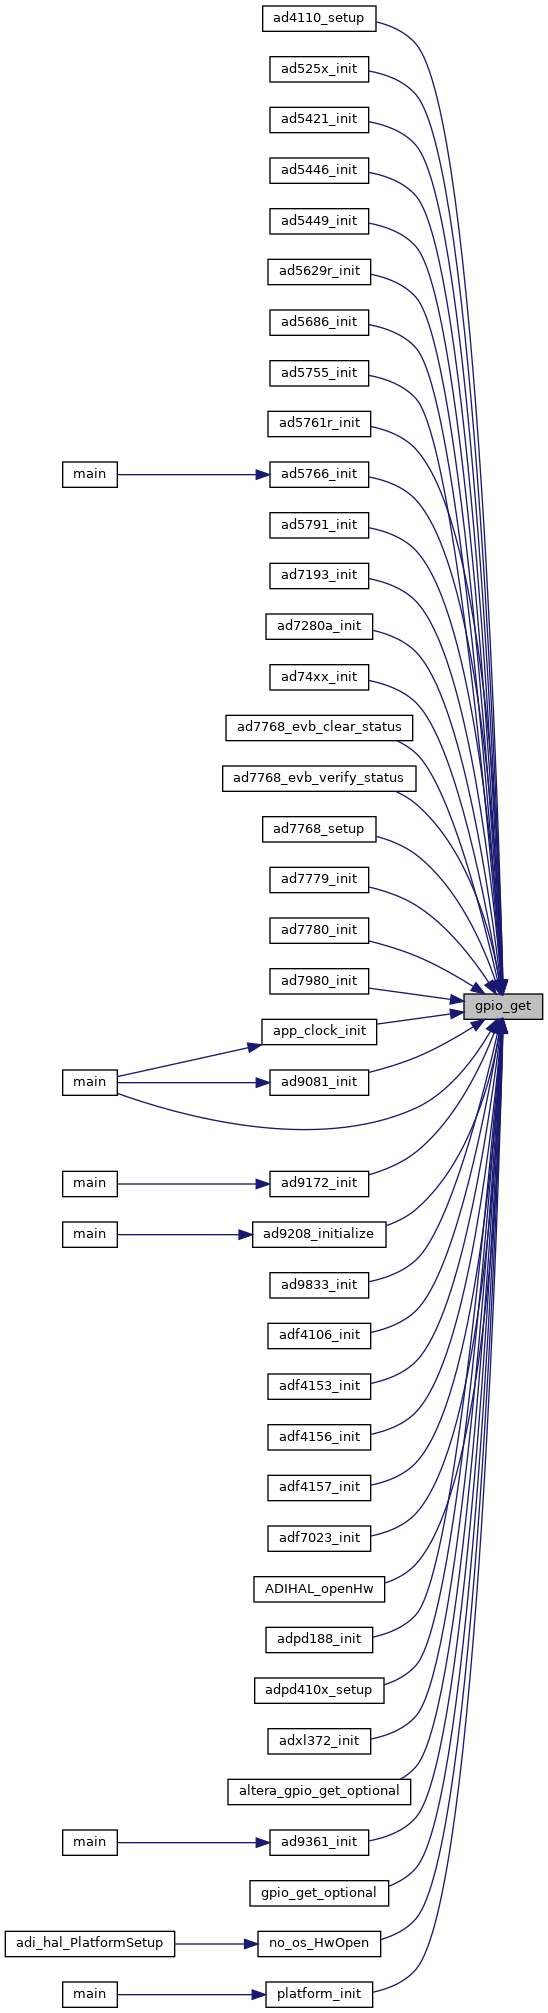 ad4110_setup
ad525x_init
ad5421_init
ad5446_init
ad5449_init
ad5629r_init
ad5686_init
ad5755_init
ad5761r_init
main
ad5766_init
ad5791_init
ad7193_init
ad7280a_init
ad74xx_init
ad7768_evb_clear_status
ad7768_evb_verify_status
ad7768_setup
ad7779_init
ad7780_init
ad7980_init
gpio_get
app_clock_init
main
ad9081_init
main
ad9172_init
main
ad9208_initialize
ad9833_init
adf4106_init
adf4153_init
adf4156_init
adf4157_init
adf7023_init
ADIHAL_openHw
adpd188_init
adpd410x_setup
adxl372_init
altera_gpio_get_optional
main
ad9361_init
gpio_get_optional
adi_hal_PlatformSetup
no_os_HwOpen
main
platform_init